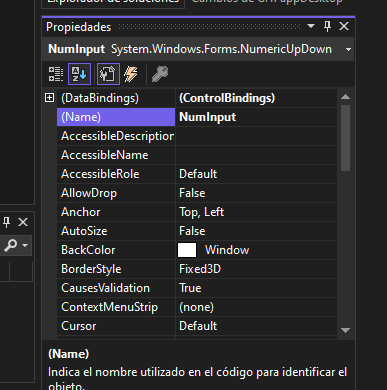 Explorador de soluciones
Cambios de GIT
appDesktop
Propiedades
NumInput System.Windows.Forms.NumericUpDown
(DataBindings) (ControlBindings)
(Name) NumInput
AccessibleDescription
AccessibleName
AccessibleRole Default
AllowDrop False
Anchor Top, Left
AutoSize False
BackColor Window
BorderStyle Fixed3D
CausesValidation True
ContextMenuStrip (none)
Cursor Default
(Name)
Indica el nombre utilizado en el código para identificar el
objeto.